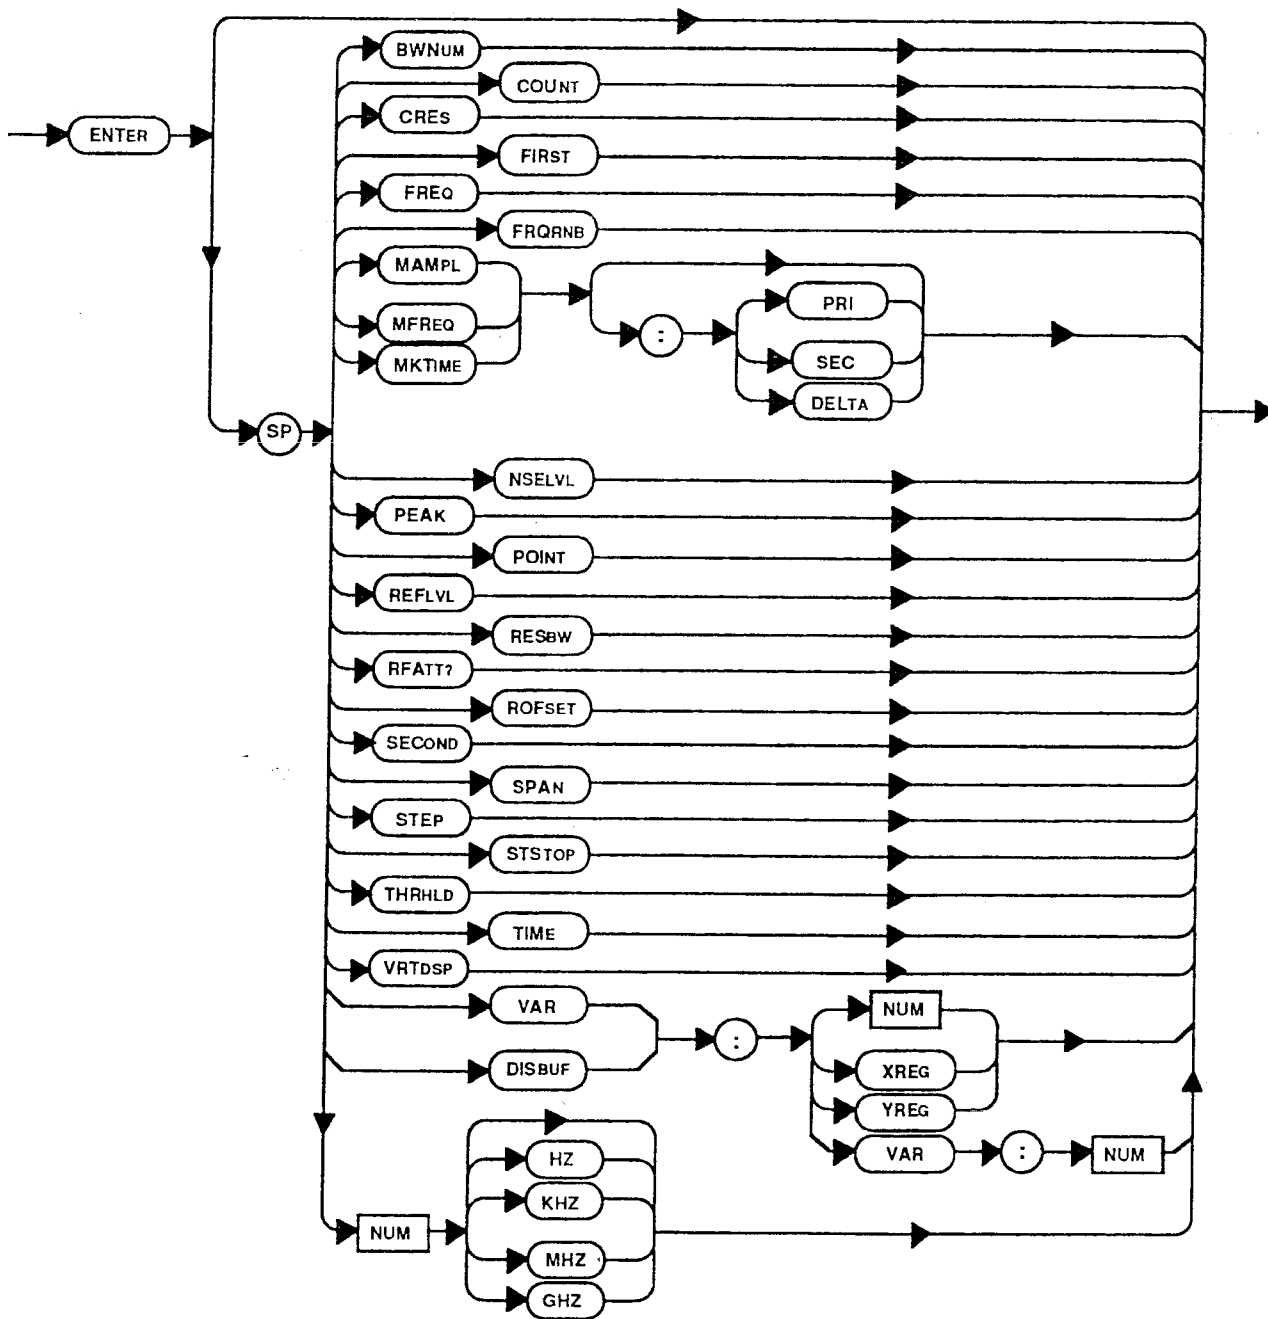 BWNUM
COUNT
CRES
ENTER
FIRST
FREQ
FRQRNB
MAMPL
PRI
MFREQ
:
MKTIME
SEC
DELTA
SP
NSELVL
PEAK
POINT
REFLVL
RESBW
RFATT?
ROFSET
SECOND
SPAN
STEP
STSTOP
THRHLD
TIME
VRTDSP
VAR
NUM
:
DISBUF
XREG
YREG
VAR : NUM
HZ
KHZ
NUM
MHZ
GHZ